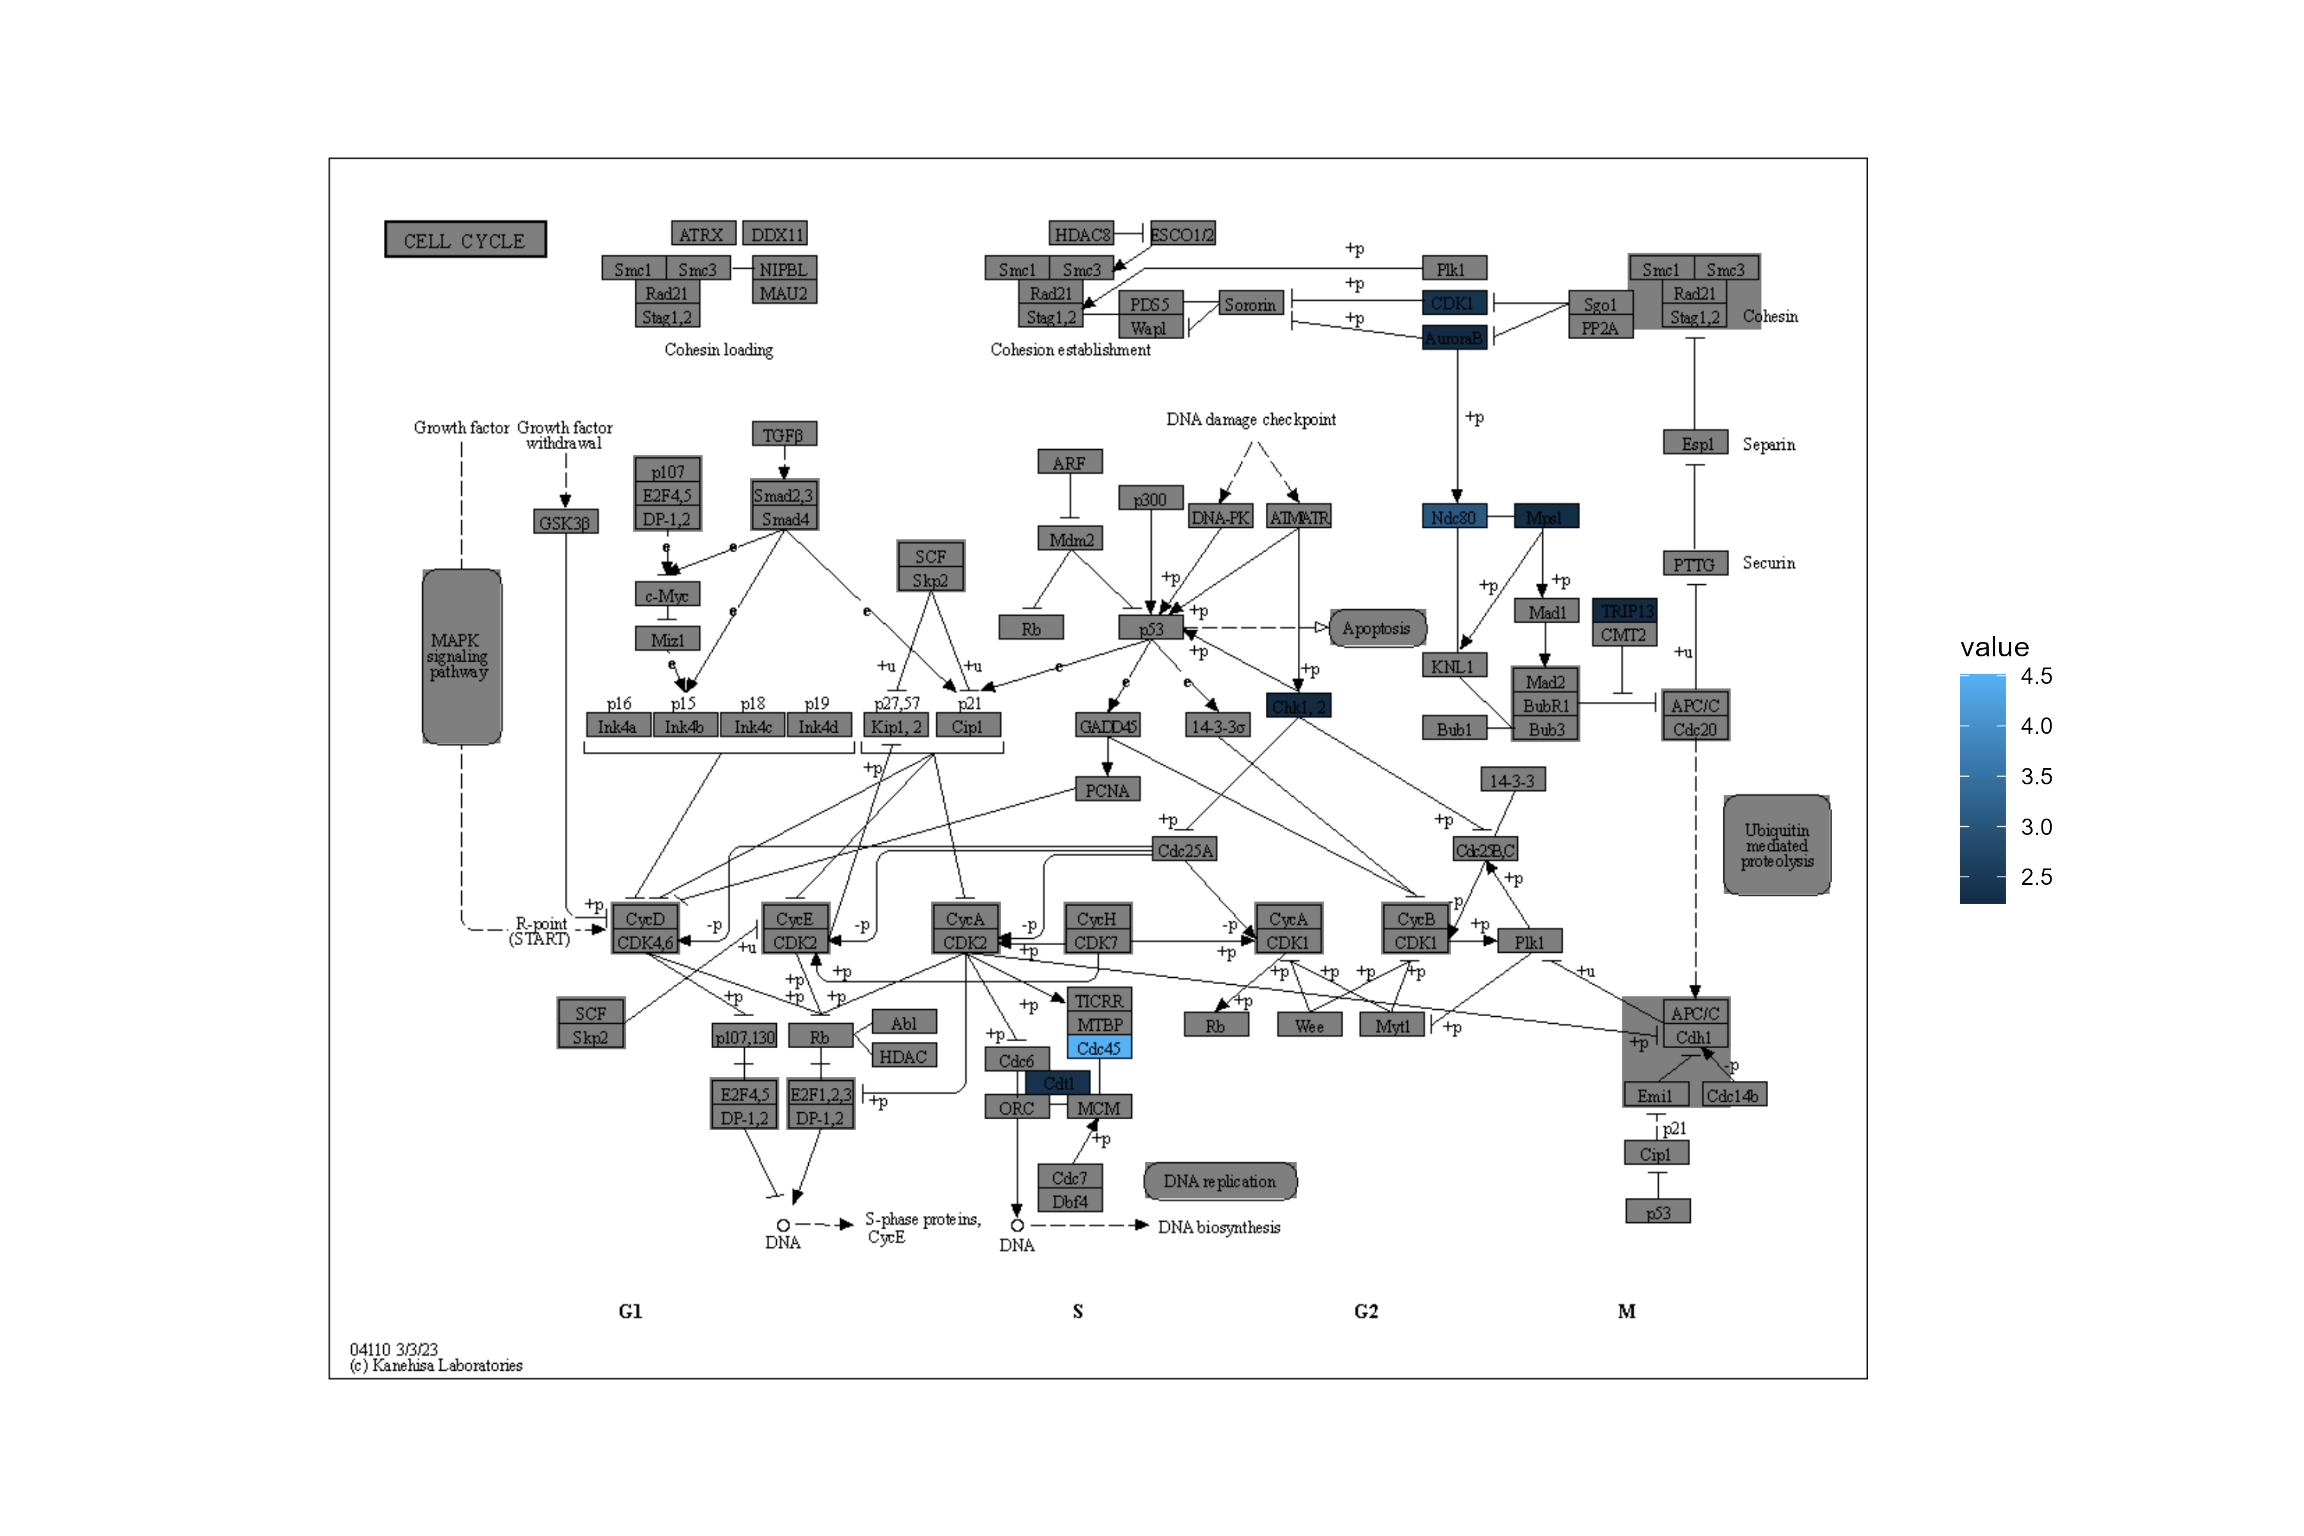 CELL CYCLE
ATRX
DDX11
Smc1
Smc3
NIPBL
Rad21
MAU2
Stag1,2
Cohesin loading
HDAC8
ESCO1/2
Smc1
Smc3
Rad21
Stag1,2
PDS5
Wapl
Sororin
Cohesion establishment
+p
Plk1
+p
CDK1
+p
AuroraB
Sgo1
PP2A
Smc1
Smc3
Rad21
Stag1,2
Cohesin
Growth factor
Growth factor
withdrawal
TGFβ
DNA damage checkpoint
+p
Esp1
Separin
p107
E2F4,5
DP-1,2
Smad2,3
Smad4
GSK3β
ARF
p300
DNA-PK
ATMATR
Ndc80
Mps1
Mdm2
SCF
Skp2
e
e
PTTG
Securin
c-Myc
Miz1
e
e
e
+p
+p
+p
+p
Rb
p53
+p
Apoptosis
Mad1
TRIP13
CMT2
MAPK
signaling
pathway
+u
+u
e
e
e
+p
KNL1
+u
Mad2
BubR1
Bub3
p16
p15
p18
p19
p27,57
p21
Ink4a
Ink4b
Ink4c
Ink4d
Kip1, 2
Cip1
GADD45
14-3-3σ
Chk1, 2
Bub1
APC/C
Cdc20
+p
PCNA
14-3-3
+p
+p
Cdc25A
Cdc25B,C
Ubiquitin
mediated
proteolysis
+p
+p
R-point
(START)
CycD
CDK4,6
-p
CycE
CDK2
-p
CycA
CDK2
-p
+p
CycH
CDK7
-p
+p
CycA
CDK1
CycB
CDK1
-p
+p
Plk1
+u
+p
+p
+p
+p
+p
+p
+p
+p
+p
+u
SCF
Skp2
p107,130
Rb
Abl
HDAC
+p
+p
TICRR
MTBP
Cdc45
+p
Rb
Wee
Myt1
+p
+p
APC/C
Cdh1
-p
Cdc6
Cdt1
ORC
MCM
E2F4,5
DP-1,2
E2F1,2,3
DP-1,2
+p
Emi1
Cdc14b
p21
Cip1
p53
+p
Cdc7
Dbf4
DNA replication
DNA
S-phase proteins,
CycE
DNA
DNA biosynthesis
G1
S
G2
M
04110 3/3/23
(c) Kanehisa Laboratories
value
4.5
4.0
3.5
3.0
2.5